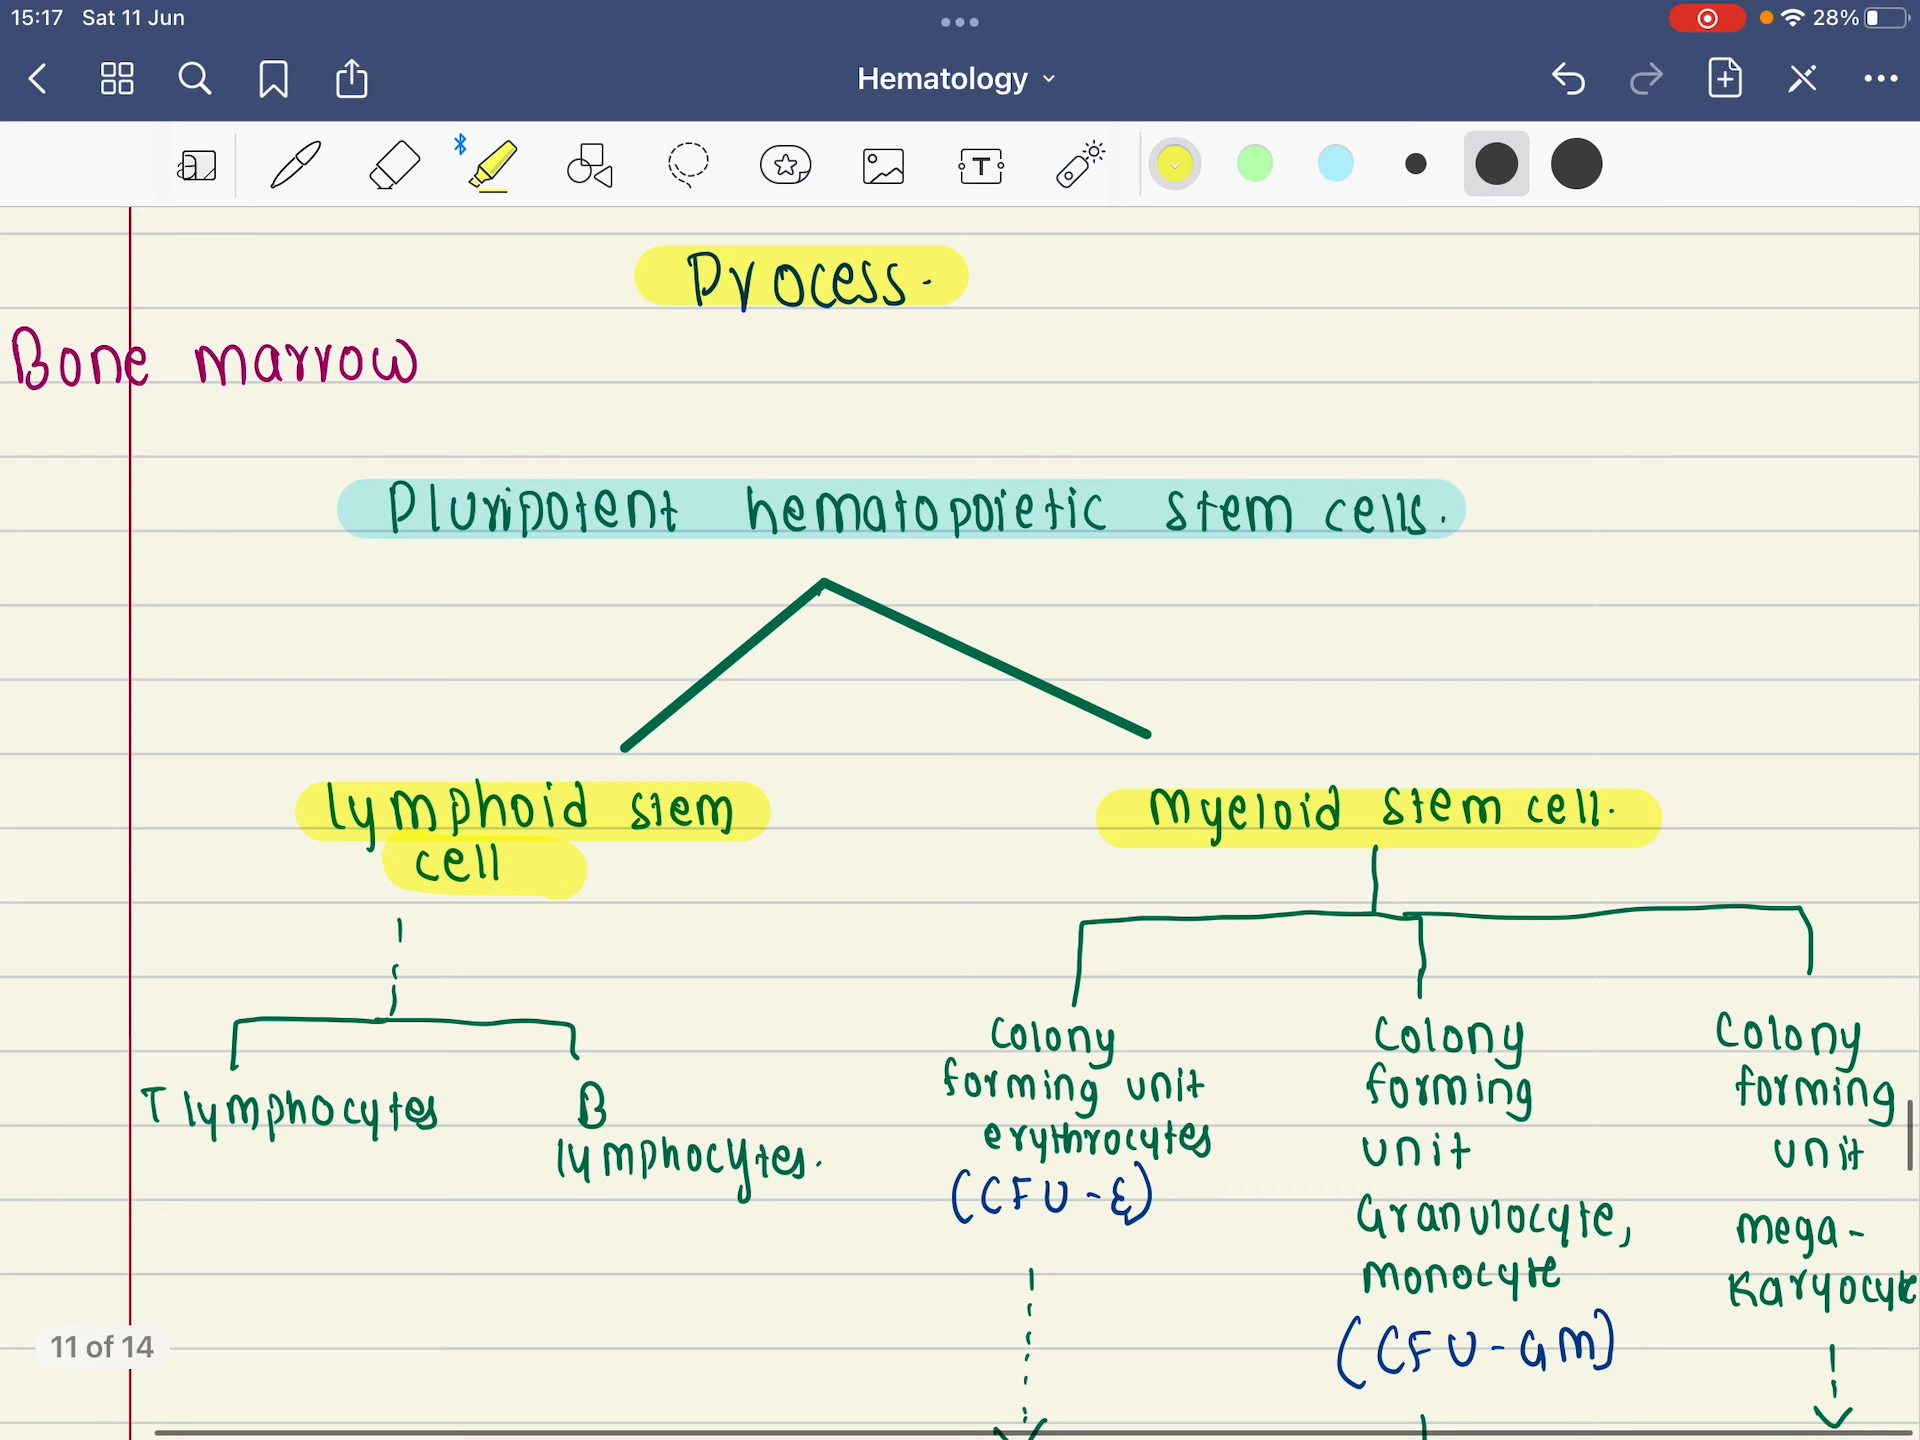 15:17 Sat 11 Jun
28%
Hematology
Process.
Bone marrow
Pluripotent hematopoietic stem cells.
lymphoid stem
cell
Myeloid stem cell.
T lymphocytes
B
lymphocytes.
Colony
forming unit
erythrocytes
(CFU-E)
Colony
forming
unit
Granulocyte,
monocyte
(CFU-GM)
Colony
forming
unit
mega-
Karyocyte
11 of 14